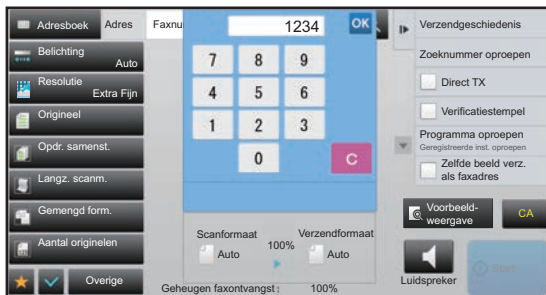 Adresboek
Adres
Faxnu
1234
OK
Verzendgeschiedenis
Belichting
Auto
Zoeknummer oproepen
7 8 9
Resolutie
Extra Fijn
Direct TX
4 5 6
Origineel
Verificatiestempel
1 2 3
Programma oproepen
Geregistreerde inst. oproepen
Opdr. samenst.
0 C
Zelfde beeld verz.
als faxadres
Langz. scanm.
Gemengd form.
Voorbeeld-
weergave
CA
Scanformaat
Verzendformaat
Aantal originelen
Auto
100%
Auto
Overige
Luidspreker
Start
Geheugen faxontvangst: 100%